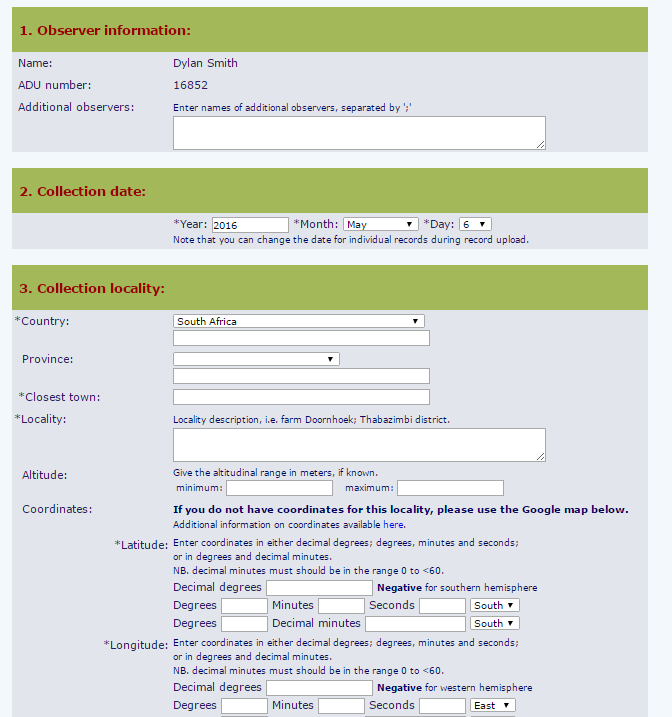 1. Observer information:
Name: Dylan Smith
ADU number: 16852
Additional observers: Enter names of additional observers, separated by ';'
2. Collection date:
*Year: 2016 *Month: May *Day: 6
Note that you can change the date for individual records during record upload.
3. Collection locality:
*Country: South Africa
Province:
*Closest town:
*Locality: Locality description, i.e. farm Doornhoek; Thabazimbi district.
Altitude: Give the altitudinal range in meters, if known.
minimum: maximum:
Coordinates: If you do not have coordinates for this locality, please use the Google map below.
Additional information on coordinates available here.
*Latitude: Enter coordinates in either decimal degrees; degrees, minutes and seconds;
or in degrees and decimal minutes.
NB. decimal minutes must should be in the range 0 to <60.
Decimal degrees Negative for southern hemisphere
Degrees Minutes Seconds South
Degrees Decimal minutes South
*Longitude: Enter coordinates in either decimal degrees; degrees, minutes and seconds;
or in degrees and decimal minutes.
NB. decimal minutes must should be in the range 0 to <60.
Decimal degrees Negative for western hemisphere
Degrees Minutes Seconds East